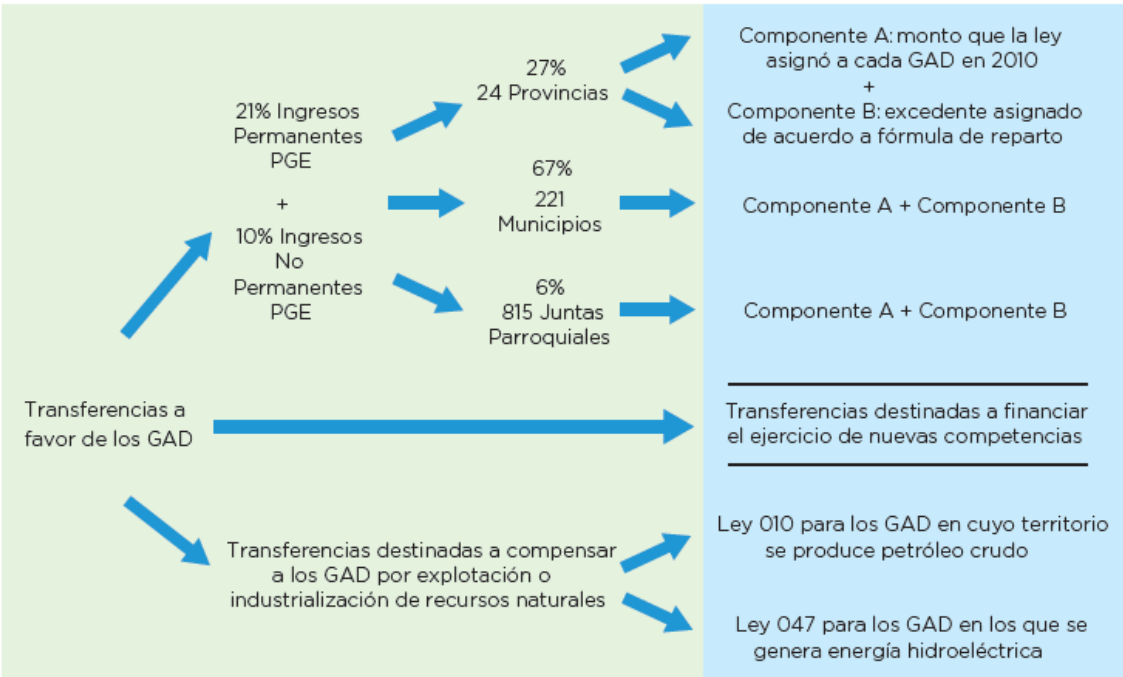 Transferencias a
favor de los GAD
21% Ingresos
Permanentes
PGE
+
10% Ingresos
No
Permanentes
PGE
27%
24 Provincias
Componente A: monto que la ley
asignó a cada GAD en 2010
+
Componente B: excedente asignado
de acuerdo a fórmula de reparto
67%
221
Municipios
Componente A + Componente B
6%
815 Juntas
Parroquiales
Componente A + Componente B
Transferencias destinadas a financiar
el ejercicio de nuevas competencias
Transferencias destinadas a compensar
a los GAD por explotación o
industrialización de recursos naturales
Ley 010 para los GAD en cuyo territorio
se produce petróleo crudo
Ley 047 para los GAD en los que se
genera energía hidroeléctrica